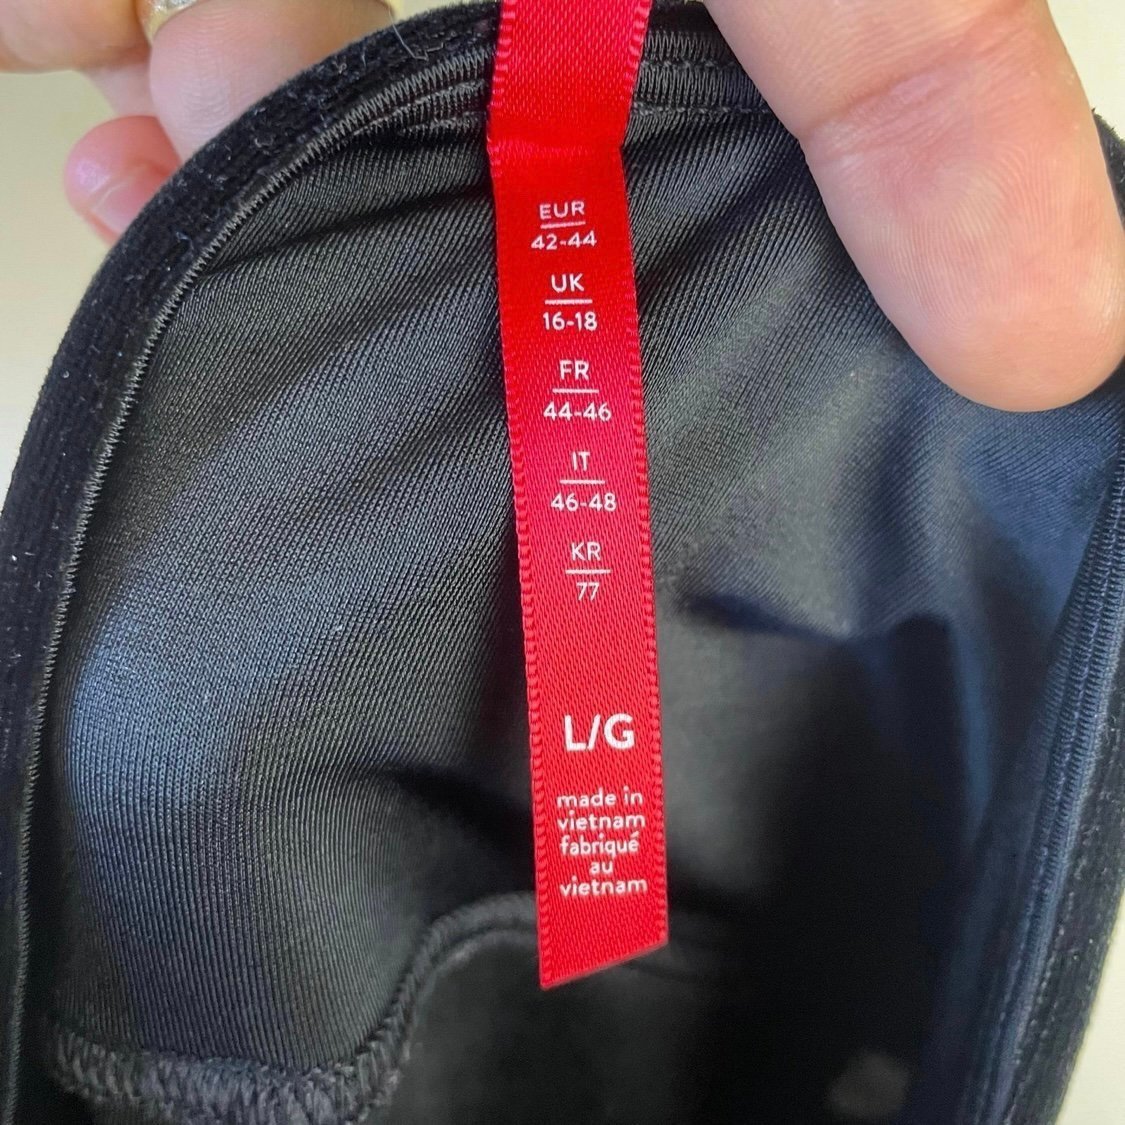 EUR
42-44
UK
16-18
FR
44-46
IT
46-48
KR
77
L/G
made in
vietnam
fabriqué
au
vietnam